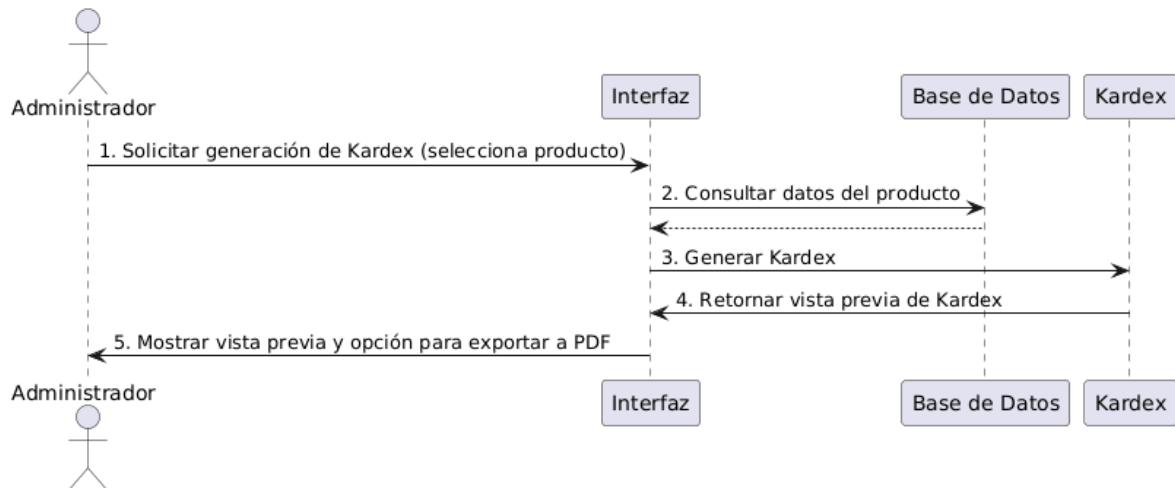 Administrador
Interfaz
Base de Datos
Kardex
1. Solicitar generación de Kardex (selecciona producto)
2. Consultar datos del producto
3. Generar Kardex
4. Retornar vista previa de Kardex
5. Mostrar vista previa y opción para exportar a PDF
Administrador
Interfaz
Base de Datos
Kardex